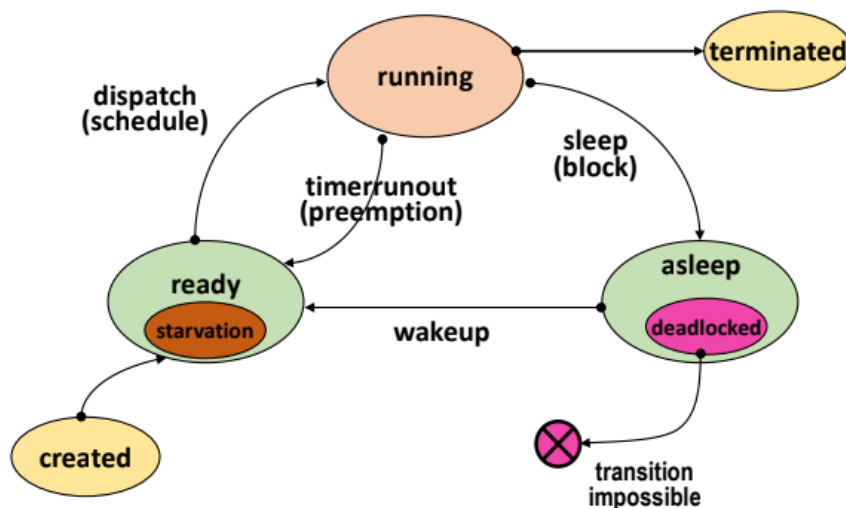 running
terminated
dispatch
(schedule)
sleep
(block)
timerrunout
(preemption)
ready
starvation
asleep
deadlocked
wakeup
created
transition
impossible